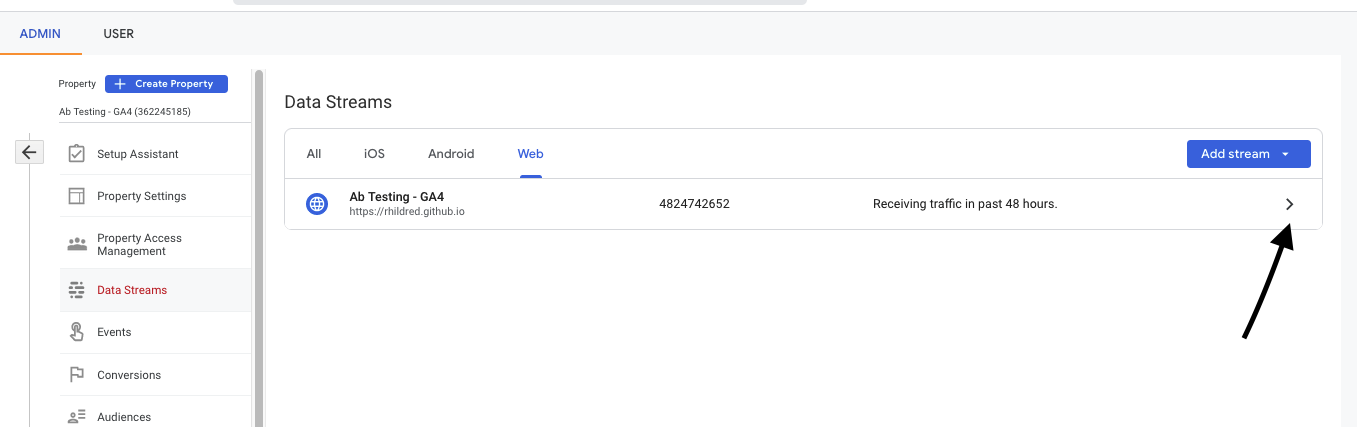 ADMIN USER
Property Create Property
Ab Testing - GA4 (362245185)
Setup Assistant
Property Settings
Property Access
Management
Data Streams
Events
Conversions
Audiences
Data Streams
All iOS Android Web Add stream
Ab Testing - GA4
https://rhildred.github.io
4824742652
Receiving traffic in past 48 hours.